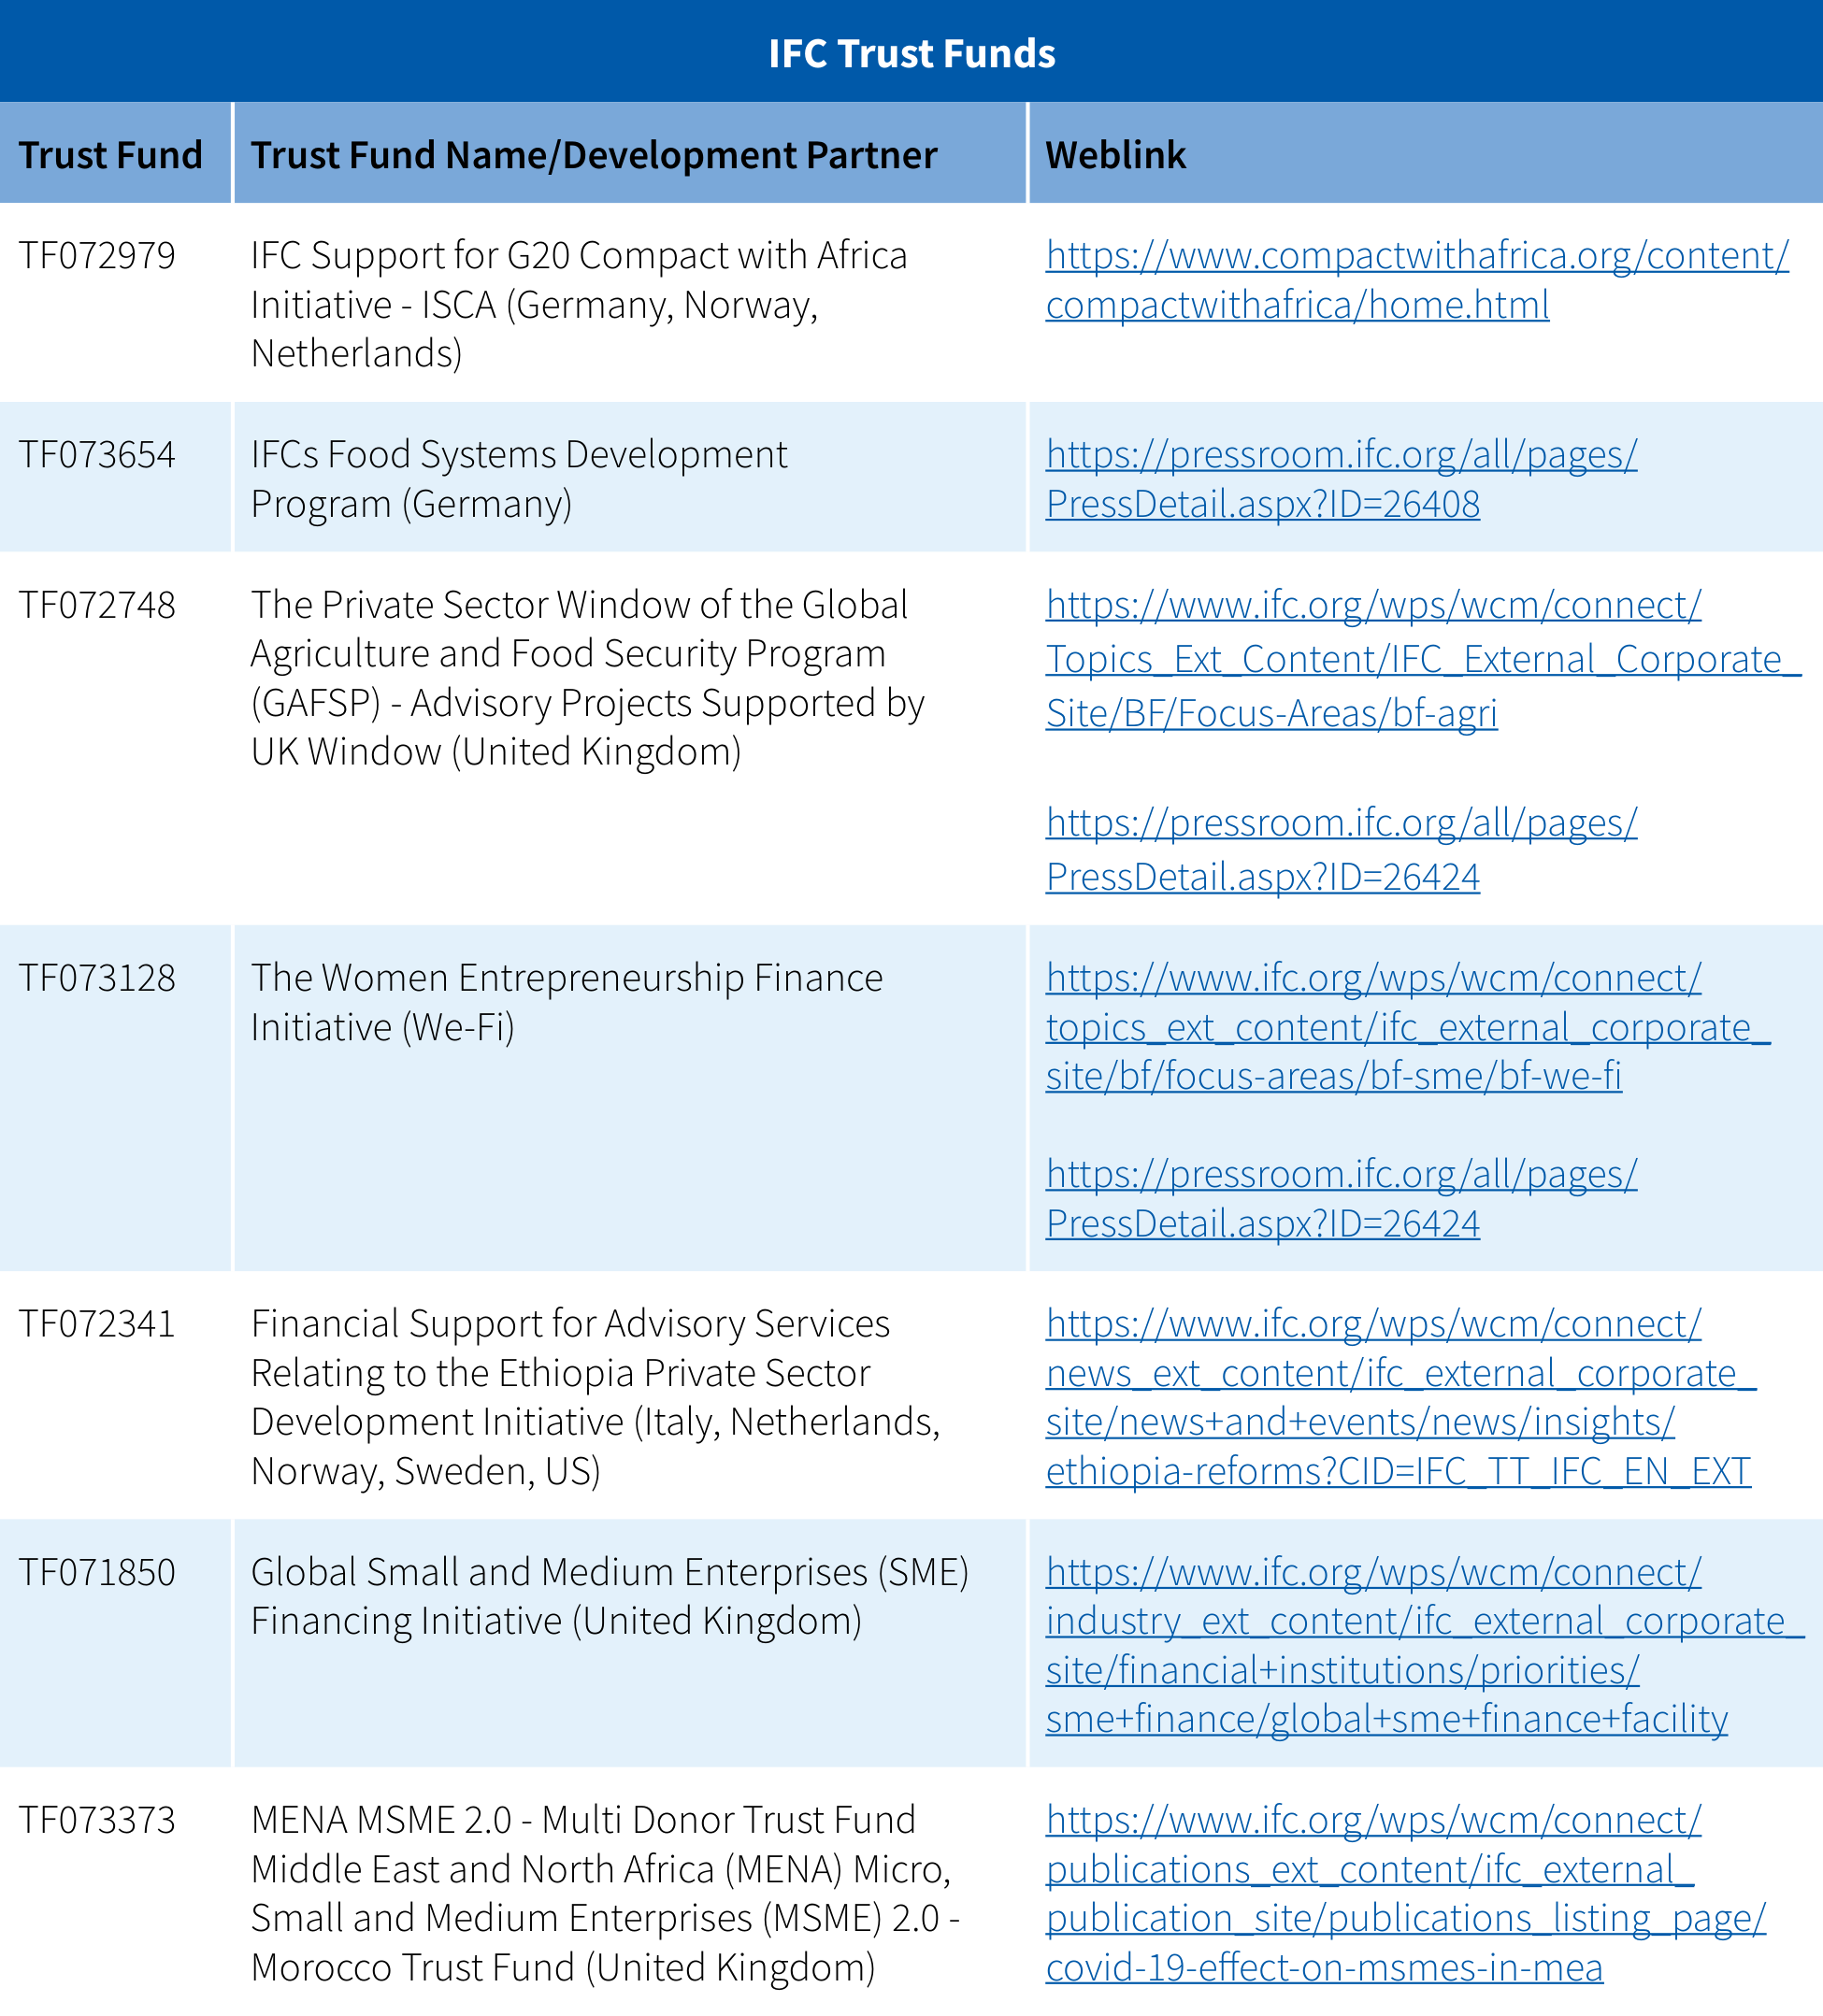 IFC Trust Funds
Trust Fund
Trust Fund Name/Development Partner
Weblink
TF072979
IFC Support for G20 Compact with Africa
Initiative - ISCA (Germany, Norway,
Netherlands)
https://www.compactwithafrica.org/content/
compactwithafrica/home.html
TF073654
IFCs Food Systems Development
Program (Germany)
https://pressroom.ifc.org/all/pages/
PressDetail.aspx?ID=26408
TF072748
The Private Sector Window of the Global
Agriculture and Food Security Program
(GAFSP) - Advisory Projects Supported by
UK Window (United Kingdom)
https://www.ifc.org/wps/wcm/connect/
Topics_Ext_Content/IFC_External_Corporate_
Site/BF/Focus-Areas/bf-agri
https://pressroom.ifc.org/all/pages/
PressDetail.aspx?ID=26424
TF073128
The Women Entrepreneurship Finance
Initiative (We-Fi)
https://www.ifc.org/wps/wcm/connect/
topics_ext_content/ifc_external_corporate_
site/bf/focus-areas/bf-sme/bf-we-fi
https://pressroom.ifc.org/all/pages/
PressDetail.aspx?ID=26424
TF072341
Financial Support for Advisory Services
Relating to the Ethiopia Private Sector
Development Initiative (Italy, Netherlands,
Norway, Sweden, US)
https://www.ifc.org/wps/wcm/connect/
news_ext_content/ifc_external_corporate_
site/news+and+events/news/insights/
ethiopia-reforms?CID=IFC_TT_IFC_EN_EXT
TF071850
Global Small and Medium Enterprises (SME)
Financing Initiative (United Kingdom)
https://www.ifc.org/wps/wcm/connect/
industry_ext_content/ifc_external_corporate_
site/financial+institutions/priorities/
sme+finance/global+sme+finance+facility
TF073373
MENA MSME 2.0 - Multi Donor Trust Fund
Middle East and North Africa (MENA) Micro,
Small and Medium Enterprises (MSME) 2.0 -
Morocco Trust Fund (United Kingdom)
https://www.ifc.org/wps/wcm/connect/
publications_ext_content/ifc_external_
publication_site/publications_listing_page/
covid-19-effect-on-msmes-in-mea